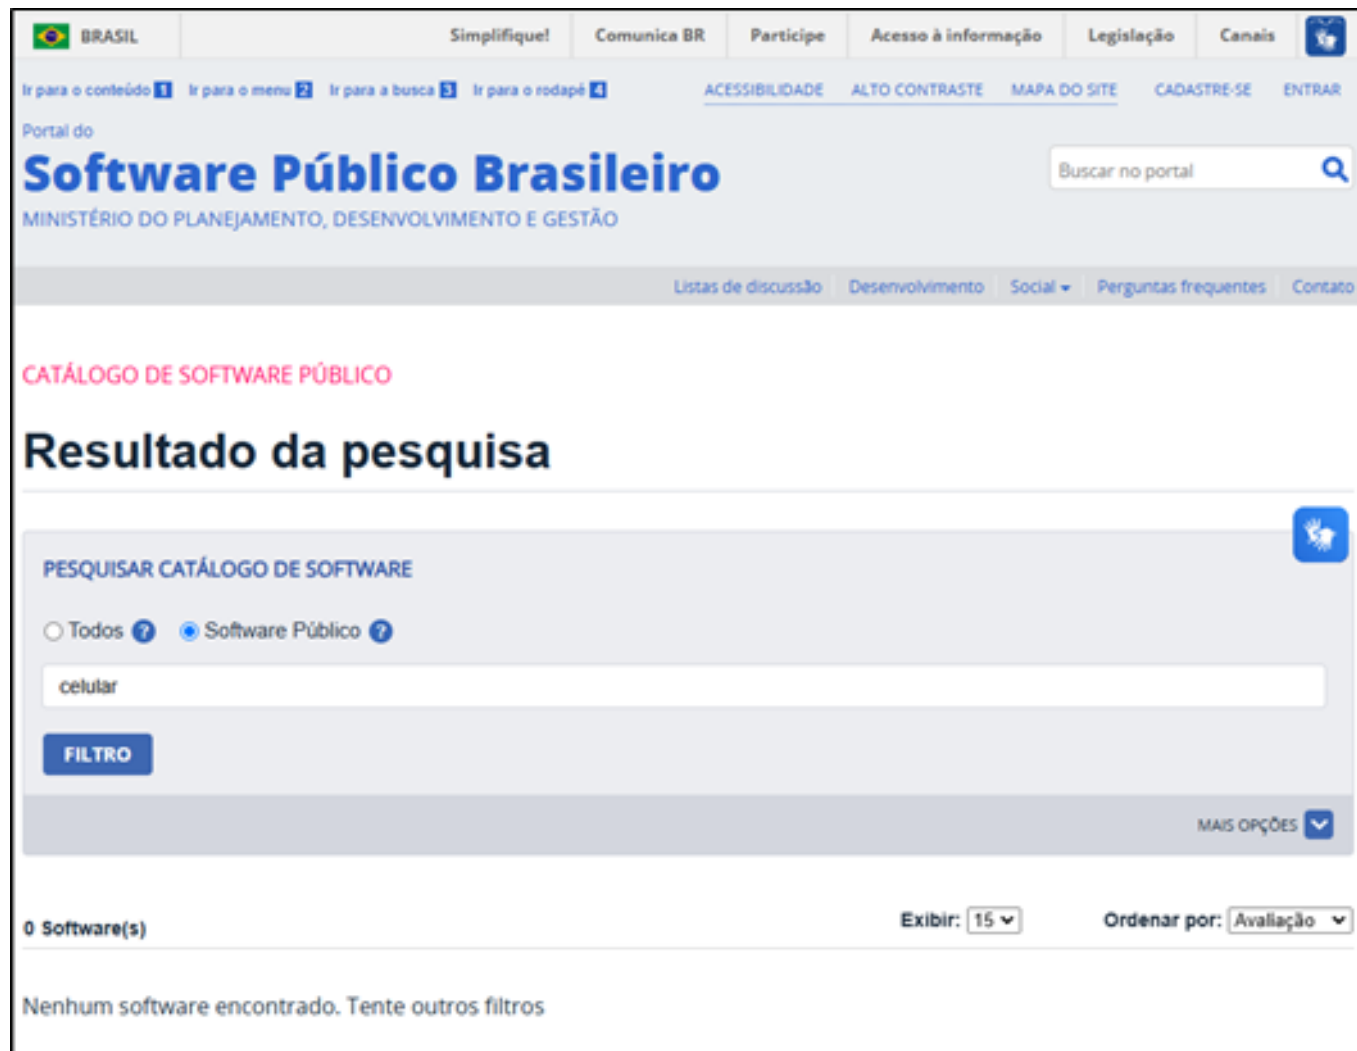 BRASIL Simplifique! Comunica BR Participe Acesso à informação Legislação Canais
Ir para o conteúdo 1 Ir para o menu 2 Ir para a busca 3 Ir para o rodapé 4 ACESSIBILIDADE ALTO CONTRASTE MAPA DO SITE CADASTRE-SE ENTRAR
Portal do
Software Público Brasileiro
Buscar no portal
MINISTÉRIO DO PLANEJAMENTO, DESENVOLVIMENTO E GESTÃO
Listas de discussão Desenvolvimento Social Perguntas frequentes Contato
CATÁLOGO DE SOFTWARE PÚBLICO
Resultado da pesquisa
PESQUISAR CATÁLOGO DE SOFTWARE
Todos ? Software Público ?
celular
FILTRO
MAIS OPÇÕES
0 Software(s) Exibir: 15 Ordenar por: Avaliação
Nenhum software encontrado. Tente outros filtros